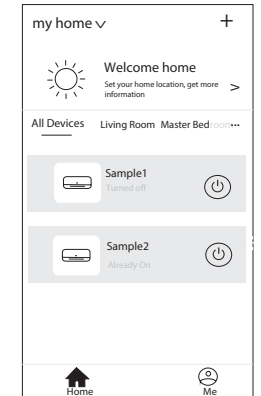 my home
+
Welcome home
Set your home location, get more
information
>
All Devices Living Room Master Bedroom
Sample1
Turned off
Sample2
Already On
Home
Me